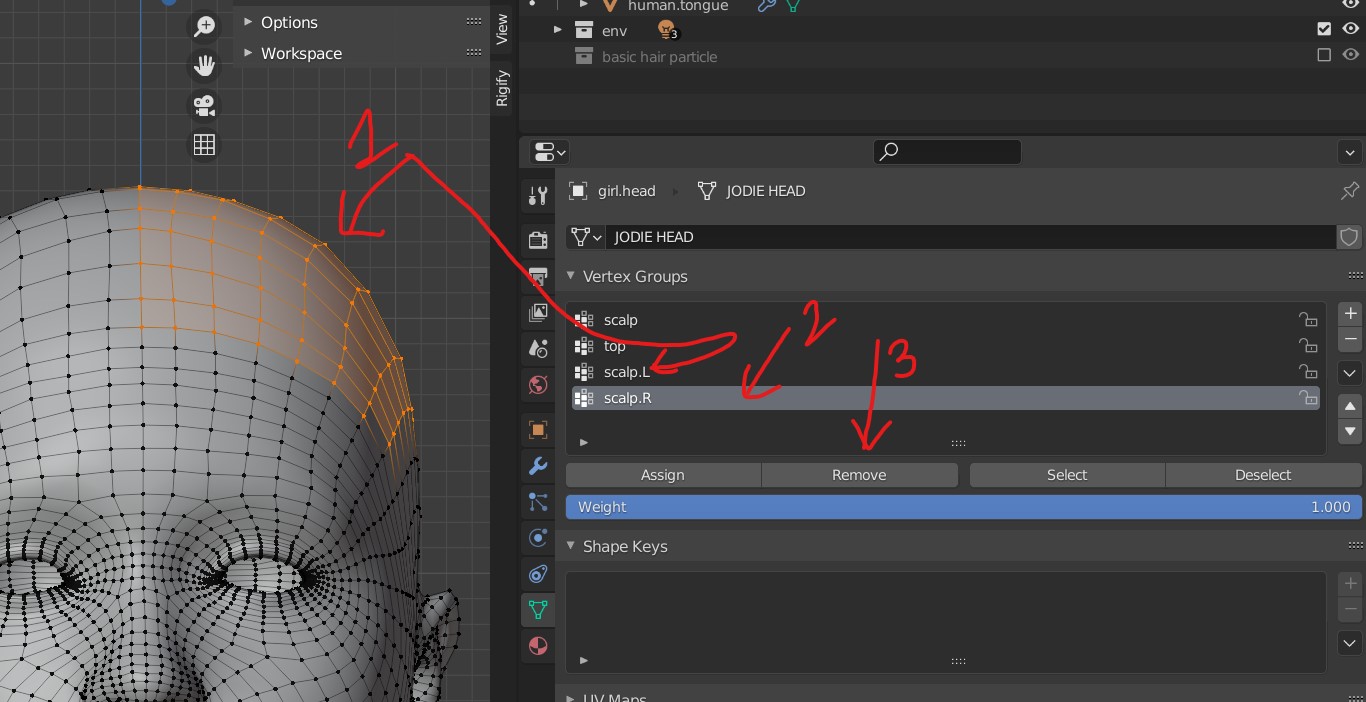 human.tongue
Options
env
3
Workspace
basic hair particle
View
Rigify
1
girl.head
JODIE HEAD
JODIE HEAD
Vertex Groups
scalp
2
top
3
scalp.L
scalp.R
Assign Remove Select Deselect
Weight 1.000
Shape Keys
UV Maps